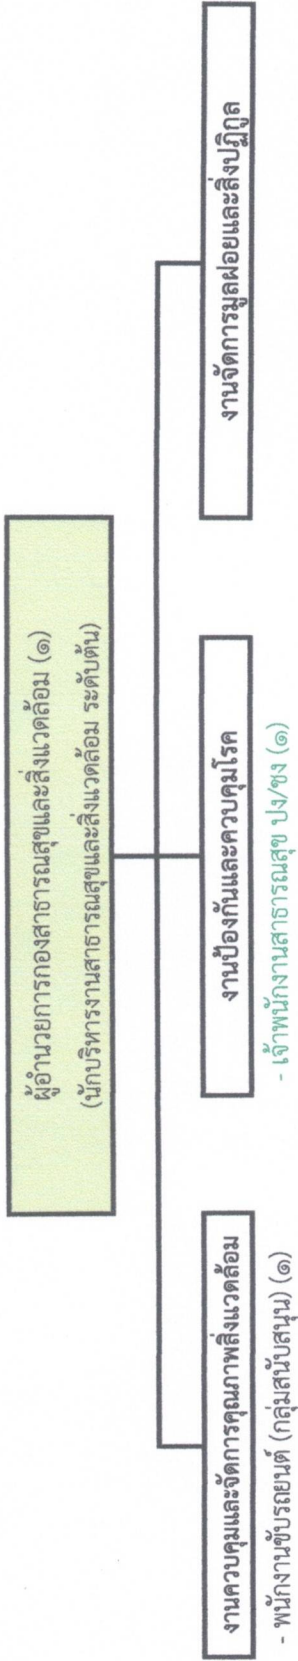 ผู้อำนวยการกองสาธารณสุขและสิ่งแวดล้อม (๑)
(นักบริหารงานสาธารณสุขและสิ่งแวดล้อม ระดับต้น)
งานควบคุมและจัดการคุณภาพสิ่งแวดล้อม
- พนักงานขับรถยนต์ (กลุ่มสนับสนุน) (๑)
งานป้องกันและควบคุมโรค
- เจ้าพนักงานสาธารณสุข ปง/ชง (๑)
งานจัดการมูลฝอยและสิ่งปฏิกูล